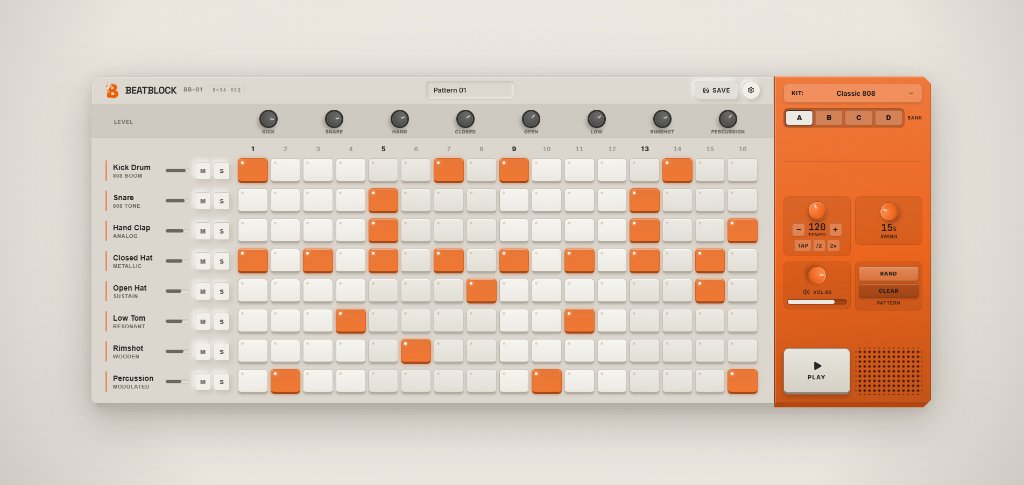 BEATBLOCK BB-01 8×16 SEQ
Pattern 01
SAVE
KIT: Classic 808
A B C D BANK
LEVEL
KICK SNARE HAND CLOSED OPEN LOW RIMSHOT PERCUSSION
1 2 3 4 5 6 7 8 9 10 11 12 13 14 15 16
Kick Drum M S
808 BOOM
Snare M S
808 TONE
Hand Clap M S
ANALOG
Closed Hat M S
METALLIC
Open Hat M S
SUSTAIN
Low Tom M S
RESONANT
Rimshot M S
WOODEN
Percussion M S
MODULATED
− 120 +
TEMPO
TAP /2 2x
15%
SWING
VOL 80
RAND
CLEAR
PATTERN
PLAY